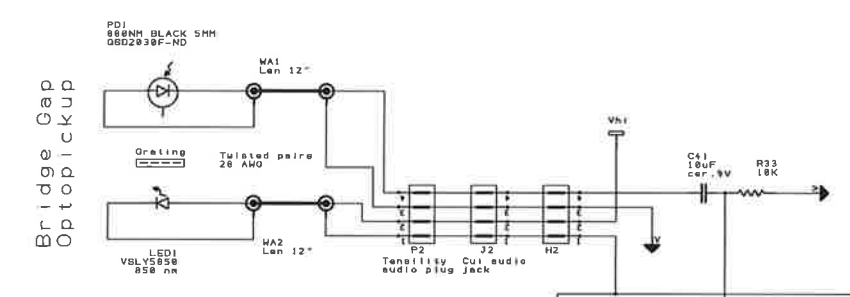 PD1
880NM BLACK 5MM
QSD2030F-ND
WA1
Len 12"
Bridge Gap
Optopickup
Grating
Twisted pairs
28 AWG
Vhi
C41
10uF
cer.9V
R33
10K
LED1
VSLY5850
850 nm
WA2
Len 12"
P2
J2
H2
Tensility
audio plug
Cui audio
jack
V